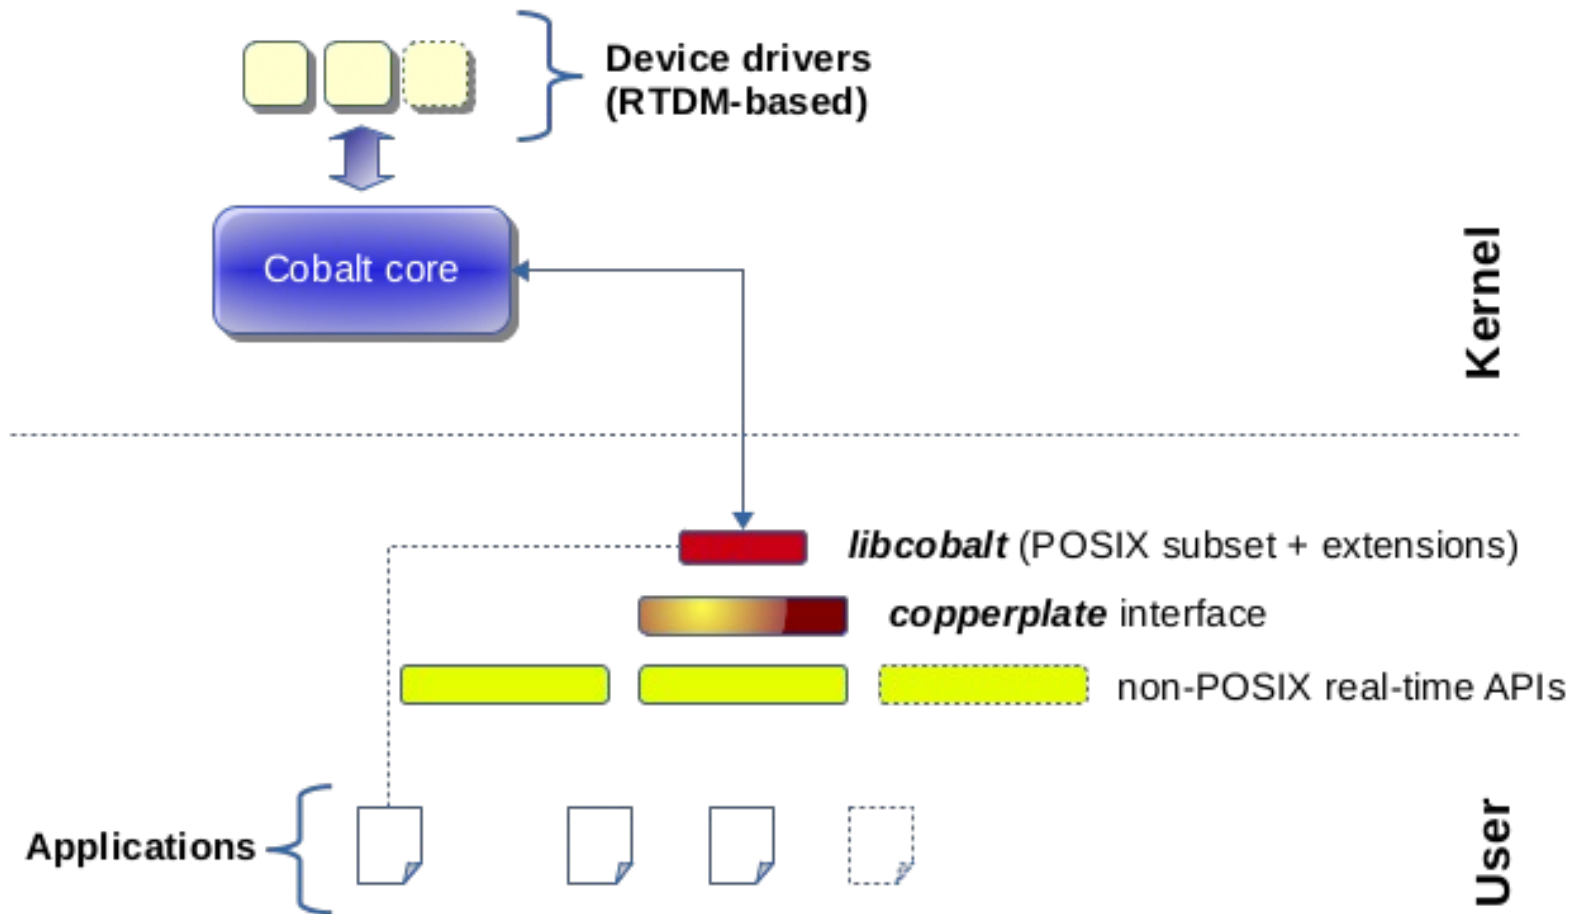 Device drivers
(RTDM-based)
Cobalt core
Kernel
libcobalt (POSIX subset + extensions)
copperplate interface
non-POSIX real-time APIs
Applications
User